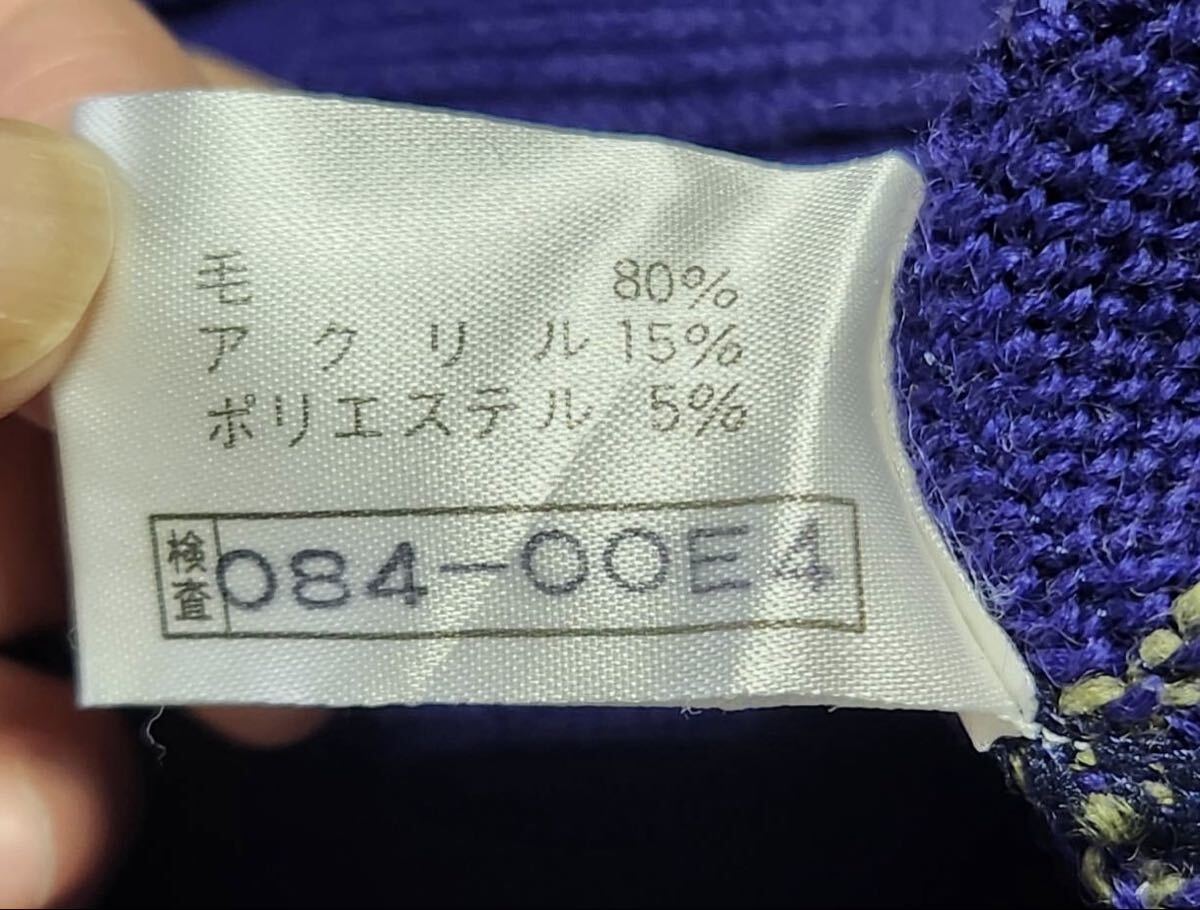 毛 80%
アクリル 15%
ポリエステル 5%
検査 084-00E4